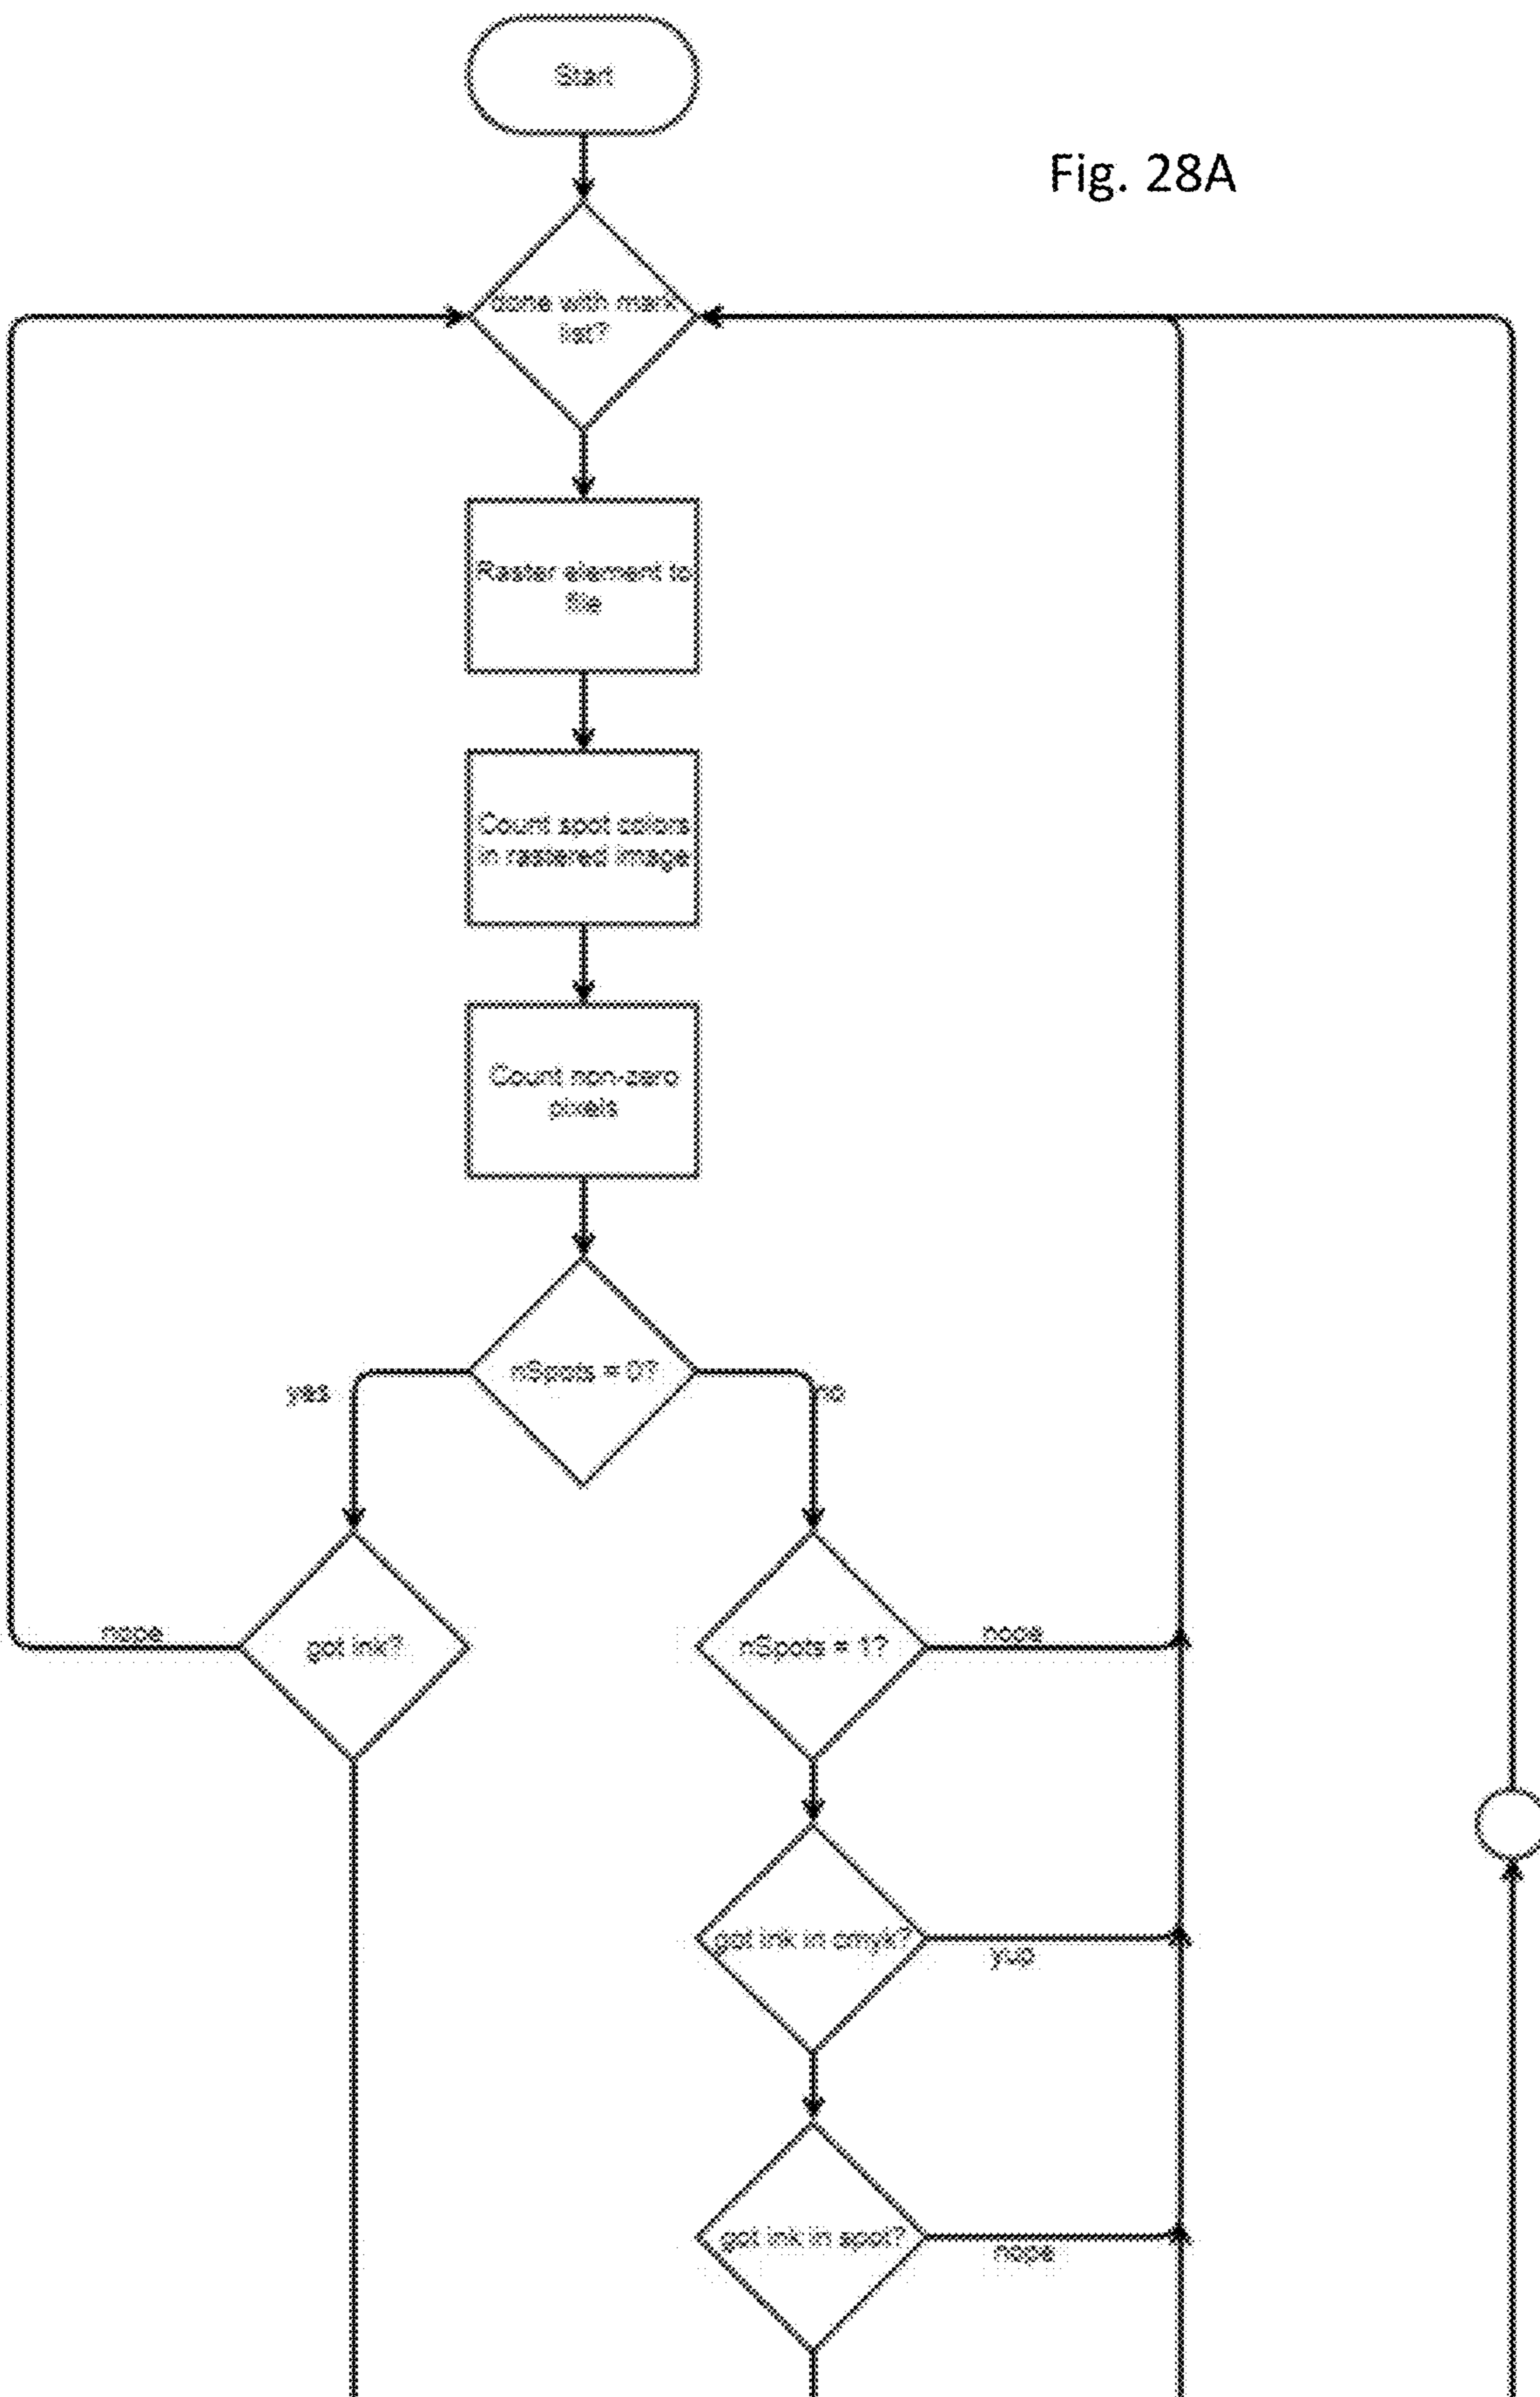 Start
Fig. 28A
done with mark
list?
Raster element to
file
Count spot colors
in rastered image
Count non-zero
pixels
nSpots = 0?
yes
no
got ink?
nope
nSpots = 1?
nope
got ink in cmyk?
yup
got ink in spot?
nope